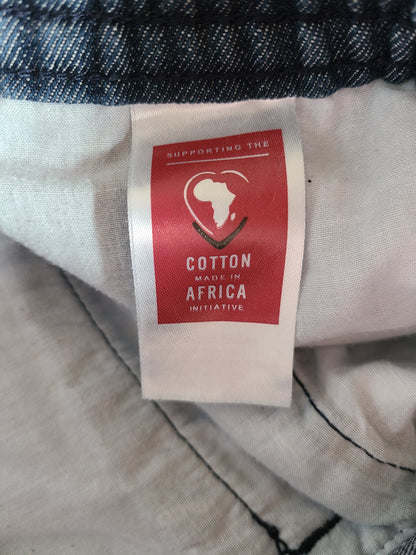 SUPPORTING THE
COTTON
MADE IN
AFRICA
INITIATIVE